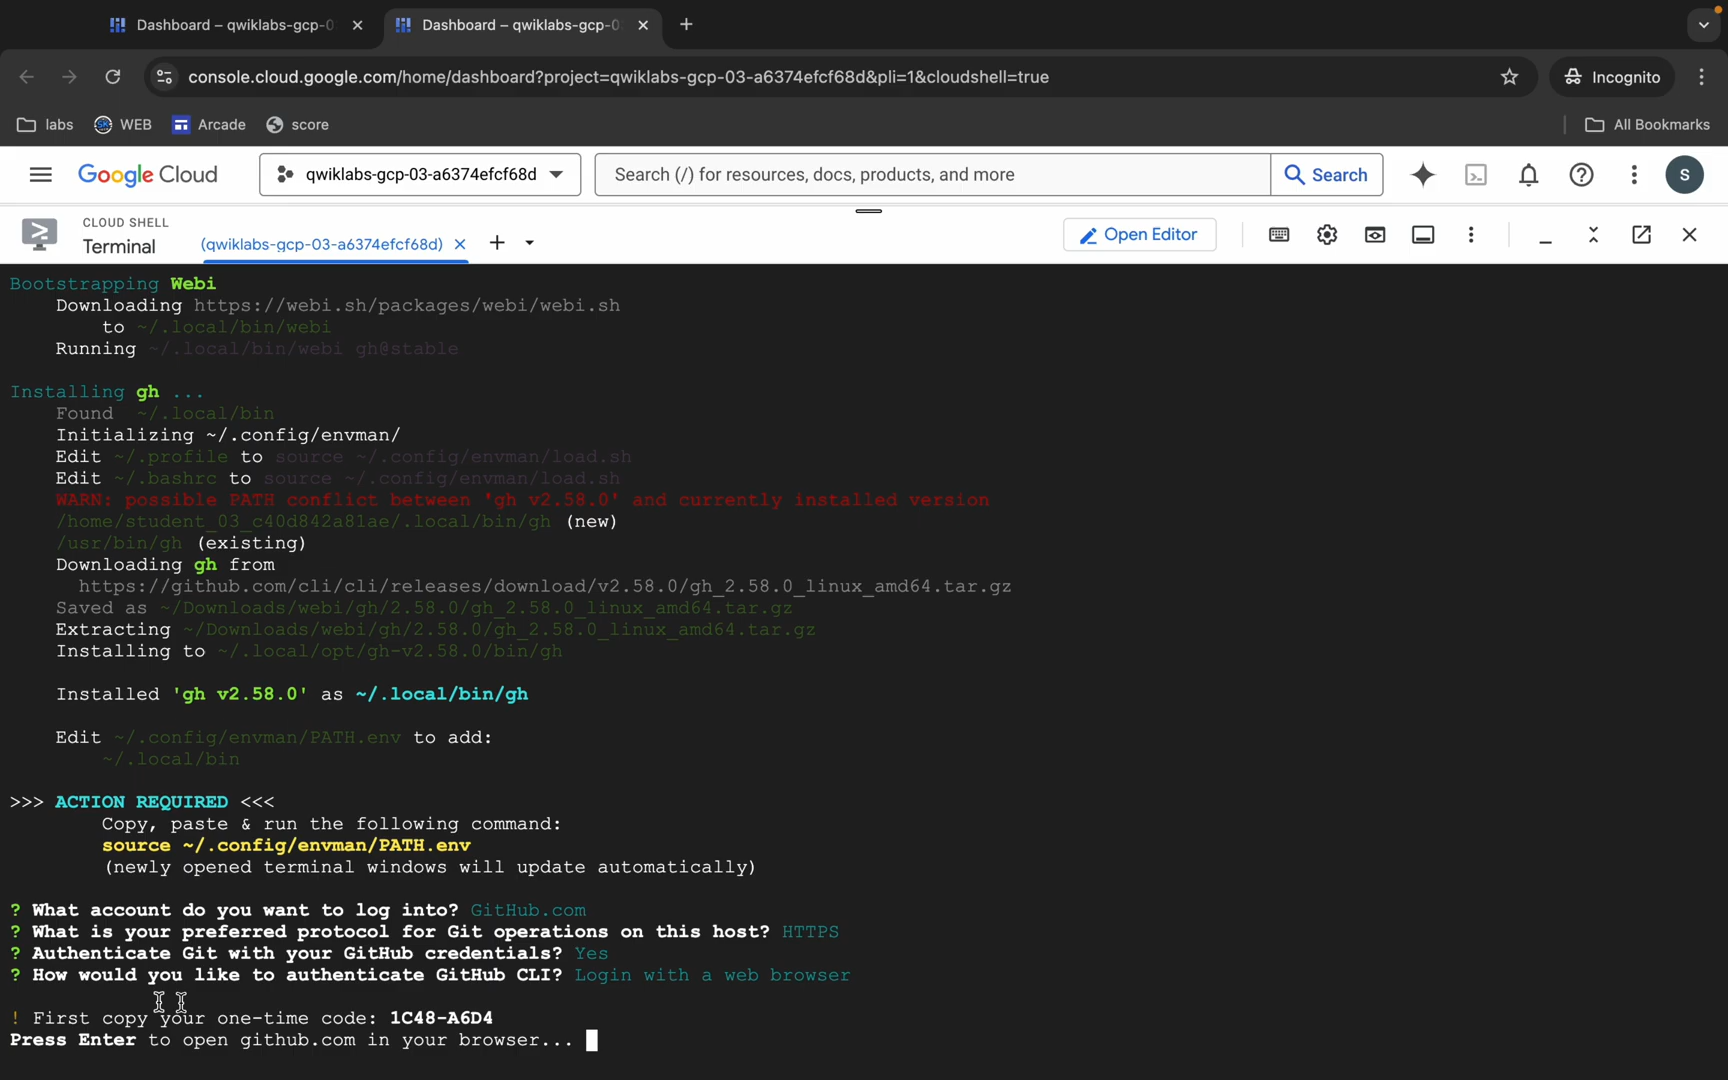 Dashboard – qwiklabs-gcp-0
Dashboard – qwiklabs-gcp-0
console.cloud.google.com/home/dashboard?project=qwiklabs-gcp-03-a6374efcf68d&pli=1&cloudshell=true
Incognito
labs
WEB
Arcade
score
All Bookmarks
Google Cloud
qwiklabs-gcp-03-a6374efcf68d
Search (/) for resources, docs, products, and more
Search
S
CLOUD SHELL
Terminal
(qwiklabs-gcp-03-a6374efcf68d)
Open Editor
Bootstrapping Webi
Downloading https://webi.sh/packages/webi/webi.sh
to ~/.local/bin/webi
Running ~/.local/bin/webi gh@stable
Installing gh ...
Found ~/.local/bin
Initializing ~/.config/envman/
Edit ~/.profile to source ~/.config/envman/load.sh
Edit ~/.bashrc to source ~/.config/envman/load.sh
WARN: possible PATH conflict between 'gh v2.58.0' and currently installed version
/home/student_03_c40d842a81ae/.local/bin/gh (new)
/usr/bin/gh (existing)
Downloading gh from
https://github.com/cli/cli/releases/download/v2.58.0/gh_2.58.0_linux_amd64.tar.gz
Saved as ~/Downloads/webi/gh/2.58.0/gh_2.58.0_linux_amd64.tar.gz
Extracting ~/Downloads/webi/gh/2.58.0/gh_2.58.0_linux_amd64.tar.gz
Installing to ~/.local/opt/gh-v2.58.0/bin/gh
Installed 'gh v2.58.0' as ~/.local/bin/gh
Edit ~/.config/envman/PATH.env to add:
~/.local/bin
>>> ACTION REQUIRED <<<
Copy, paste & run the following command:
source ~/.config/envman/PATH.env
(newly opened terminal windows will update automatically)
? What account do you want to log into? GitHub.com
? What is your preferred protocol for Git operations on this host? HTTPS
? Authenticate Git with your GitHub credentials? Yes
? How would you like to authenticate GitHub CLI? Login with a web browser
! First copy your one-time code: 1C48-A6D4
Press Enter to open github.com in your browser...